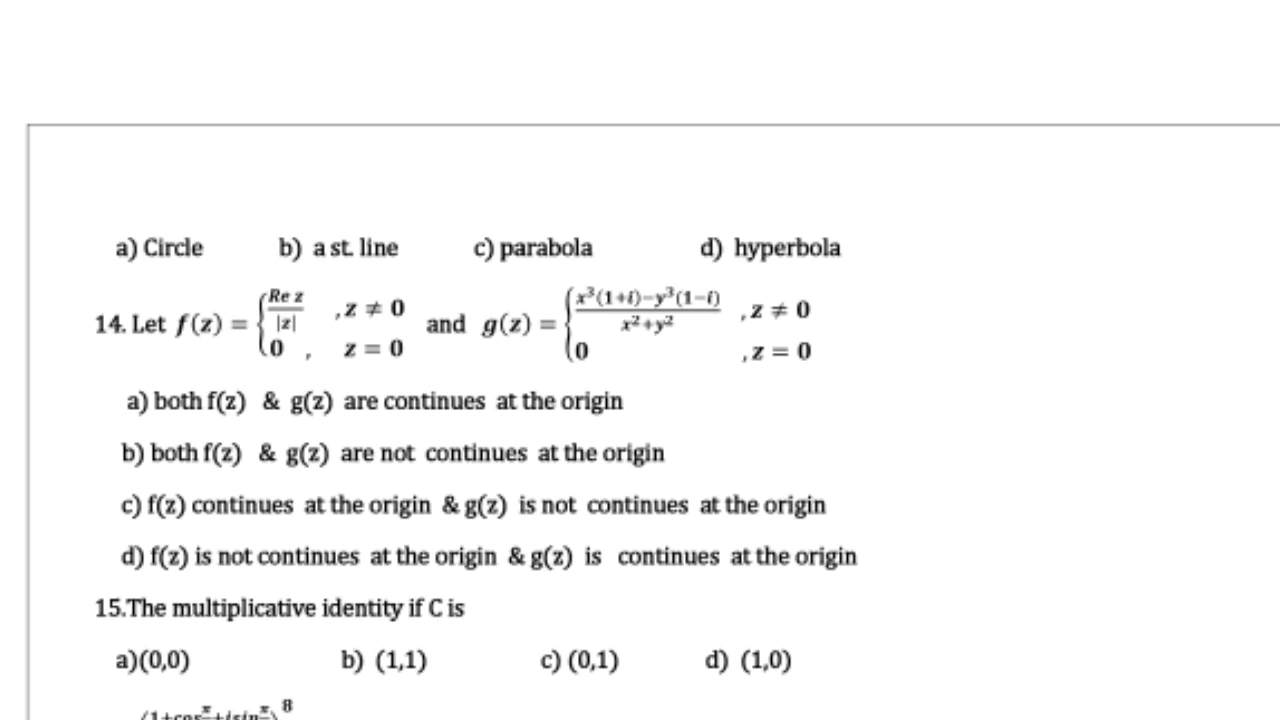 a) Circle b) a st. line c) parabola d) hyperbola
14. Let f(z) = {Re z/|z| , z ≠ 0; 0 , z = 0 and g(z) = {x³(1+i)−y³(1−i)/x²+y² , z ≠ 0; 0 , z = 0
a) both f(z) & g(z) are continues at the origin
b) both f(z) & g(z) are not continues at the origin
c) f(z) continues at the origin & g(z) is not continues at the origin
d) f(z) is not continues at the origin & g(z) is continues at the origin
15.The multiplicative identity if C is
a)(0,0) b) (1,1) c) (0,1) d) (1,0)